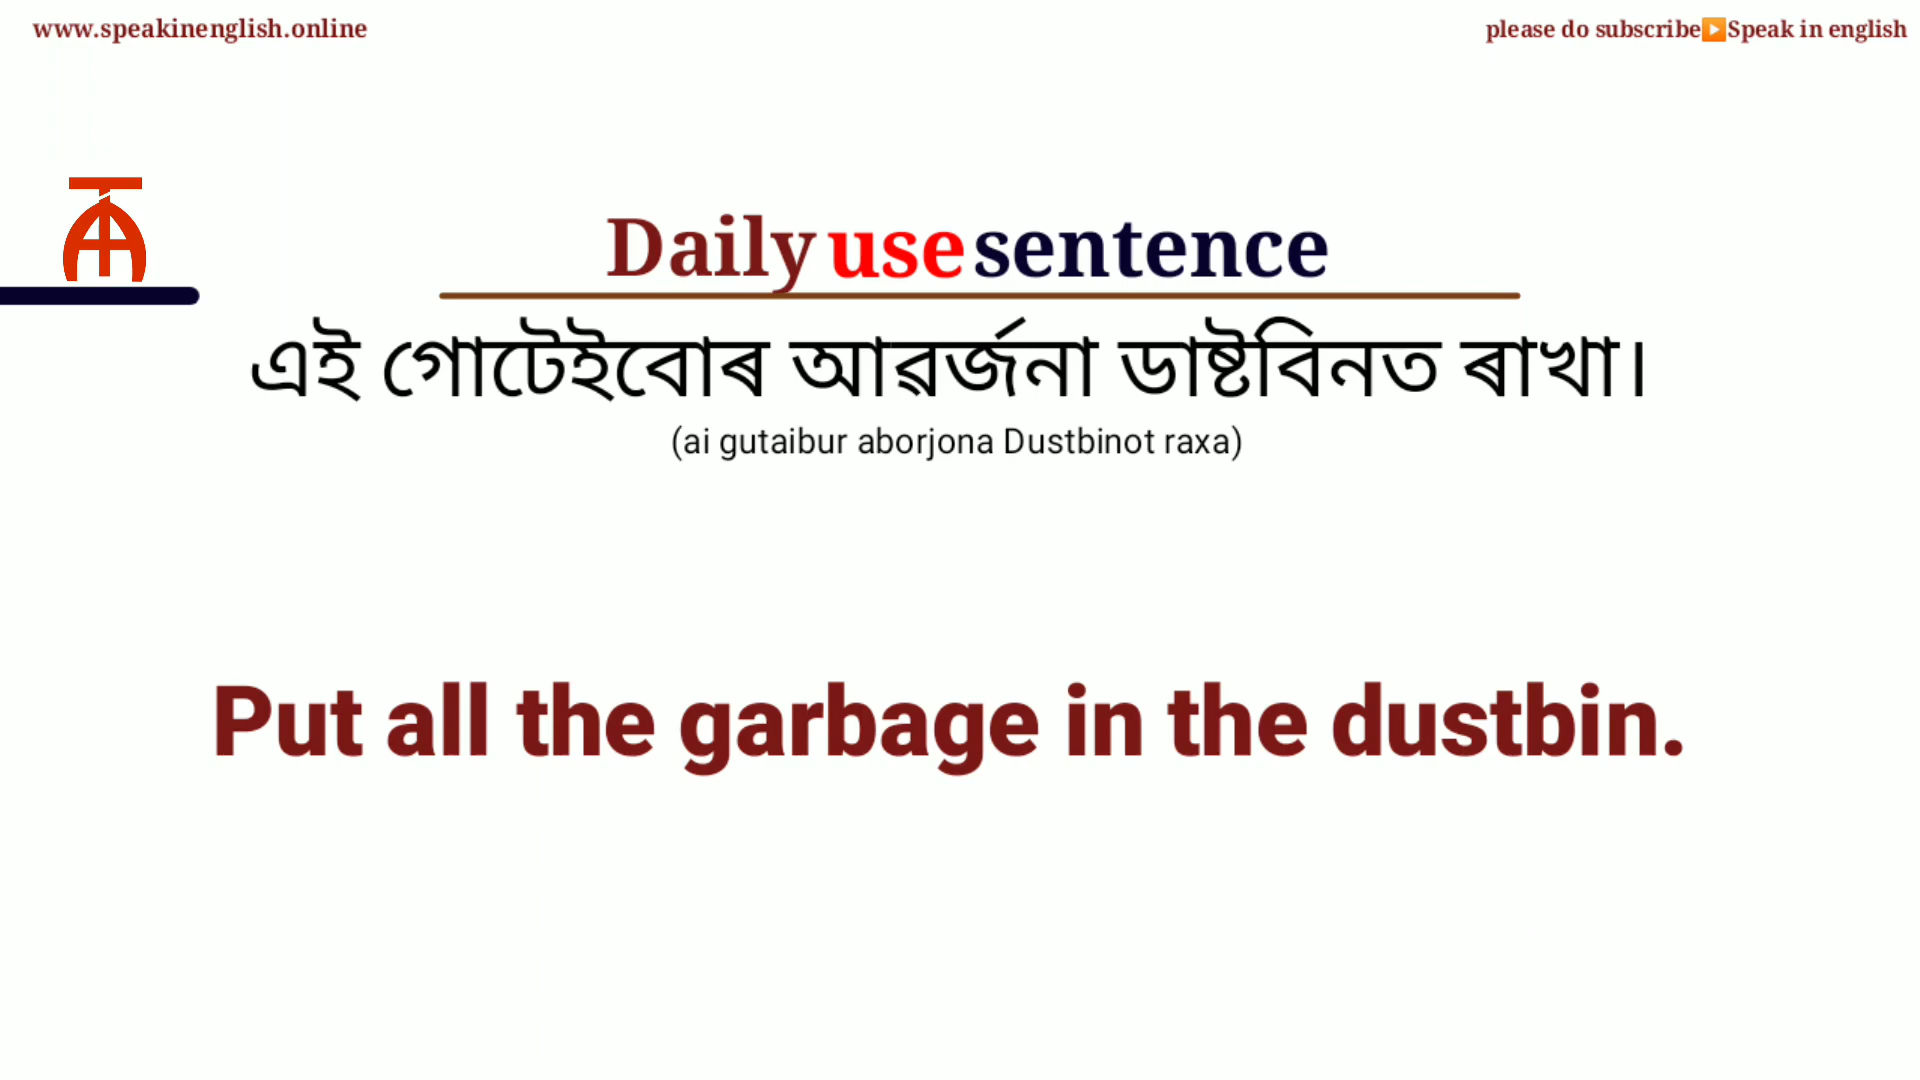 www.speakinenglish.online
please do subscribe▶️Speak in english
Daily use sentence
এই গোটেইবোৰ আৱৰ্জনা ডাষ্টবিনত ৰাখা।
(ai gutaibur aborjona Dustbinot raxa)
Put all the garbage in the dustbin.